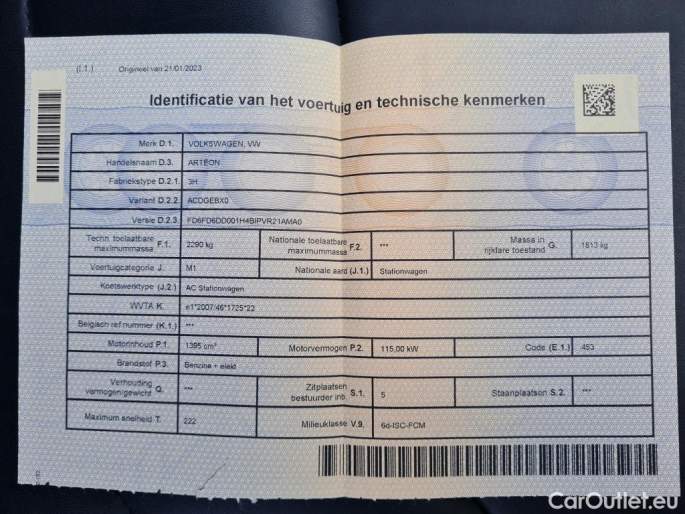 (I.1.) Origineel van 21/01/2023
Identificatie van het voertuig en technische kenmerken
Merk D.1. VOLKSWAGEN, VW
Handelsnaam D.3. ARTEON
Fabriekstype D.2.1. 3H
Variant D.2.2. ACDGEBX0
Versie D.2.3. FD6FD6DD001H4BIPVR21AMA0
Techn. toelaatbare maximummassa F.1. 2290 kg Nationale toelaatbare maximummassa F.2. *** Massa in rijklare toestand G. 1813 kg
Voertuigcategorie J. M1 Nationale aard (J.1.) Stationwagen
Koetswerktype (J.2.) AC Stationwagen
WVTA K. e1*2007/46*1725*22
Belgisch ref nummer (K.1.) ***
Motorinhoud P.1. 1395 cm³ Motorvermogen P.2. 115,00 kW Code (E.1.) 493
Brandstof P.3. Benzine + elekt
Verhouding vermogen/gewicht Q. *** Zitplaatsen bestuurder inb. S.1. 5 Staanplaatsen S.2. ***
Maximum snelheid T. 222 Milieuklasse V.9. 6d-ISC-FCM
CarOutlet.eu